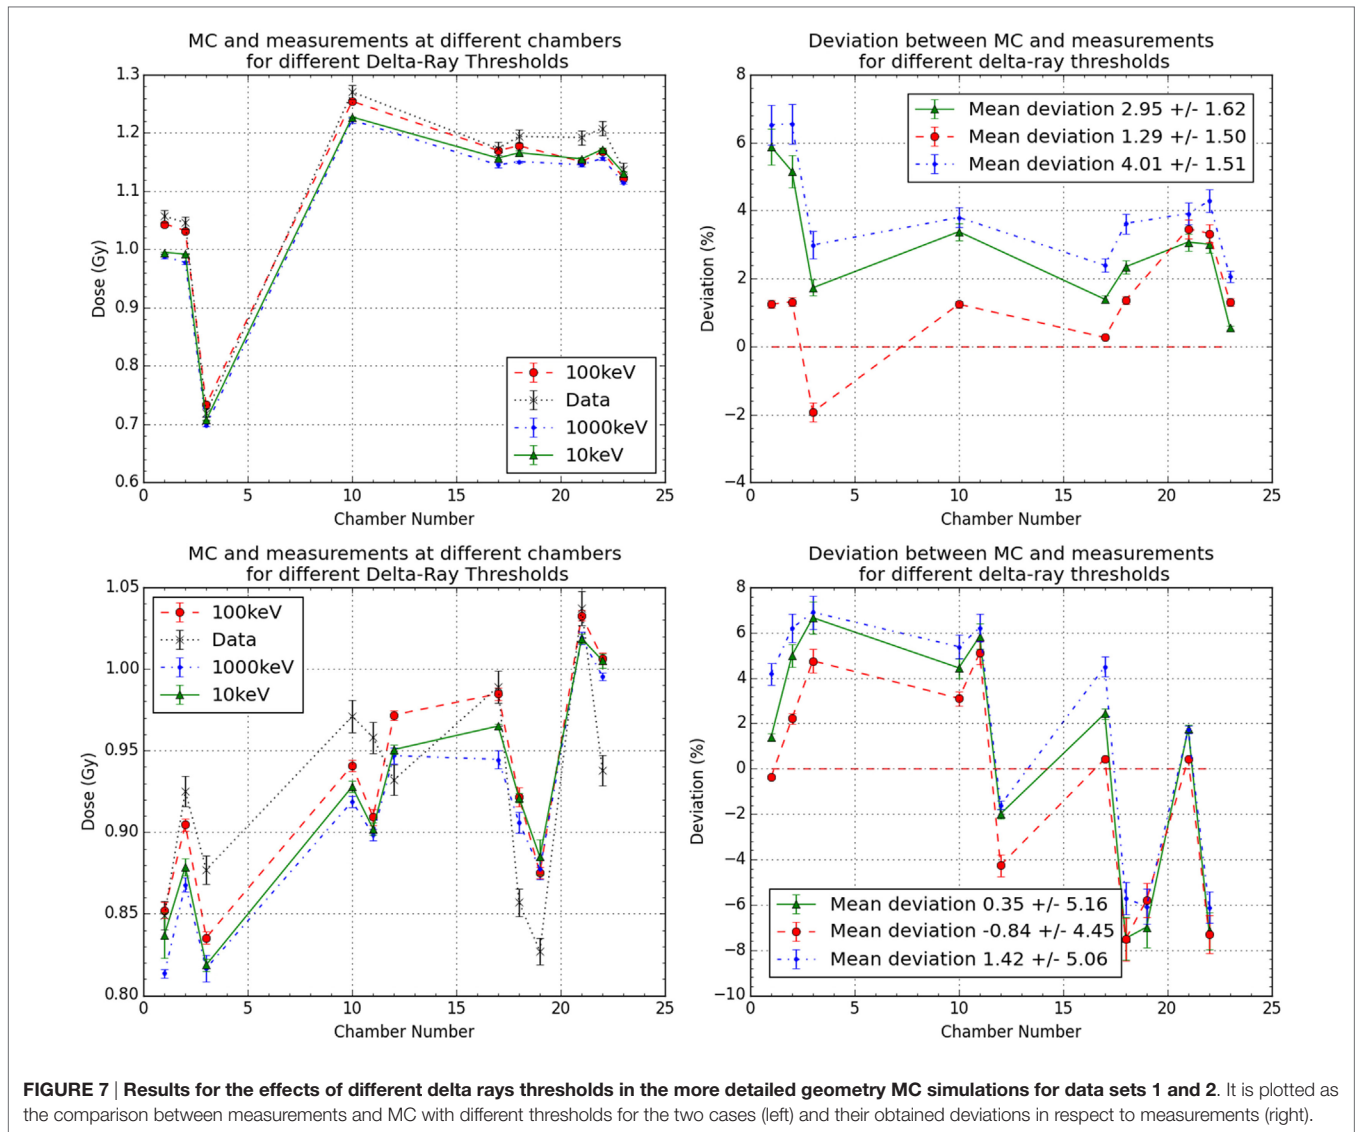 MC and measurements at different chambers
for different Delta-Ray Thresholds
1.3
1.2
1.1
1.0
0.9
0.8
0.7
0.6
Dose (Gy)
100keV
Data
1000keV
10keV
0 5 10 15 20 25
Chamber Number
Deviation between MC and measurements
for different delta-ray thresholds
8
6
4
2
0
−2
−4
Deviation (%)
Mean deviation 2.95 +/- 1.62
Mean deviation 1.29 +/- 1.50
Mean deviation 4.01 +/- 1.51
0 5 10 15 20 25
Chamber Number
MC and measurements at different chambers
for different Delta-Ray Thresholds
1.05
1.00
0.95
0.90
0.85
0.80
Dose (Gy)
100keV
Data
1000keV
10keV
0 5 10 15 20 25
Chamber Number
Deviation between MC and measurements
for different delta-ray thresholds
8
6
4
2
0
−2
−4
−6
−8
−10
Deviation (%)
Mean deviation 0.35 +/- 5.16
Mean deviation -0.84 +/- 4.45
Mean deviation 1.42 +/- 5.06
0 5 10 15 20 25
Chamber Number
FIGURE 7 | Results for the effects of different delta rays thresholds in the more detailed geometry MC simulations for data sets 1 and 2. It is plotted as
the comparison between measurements and MC with different thresholds for the two cases (left) and their obtained deviations in respect to measurements (right).